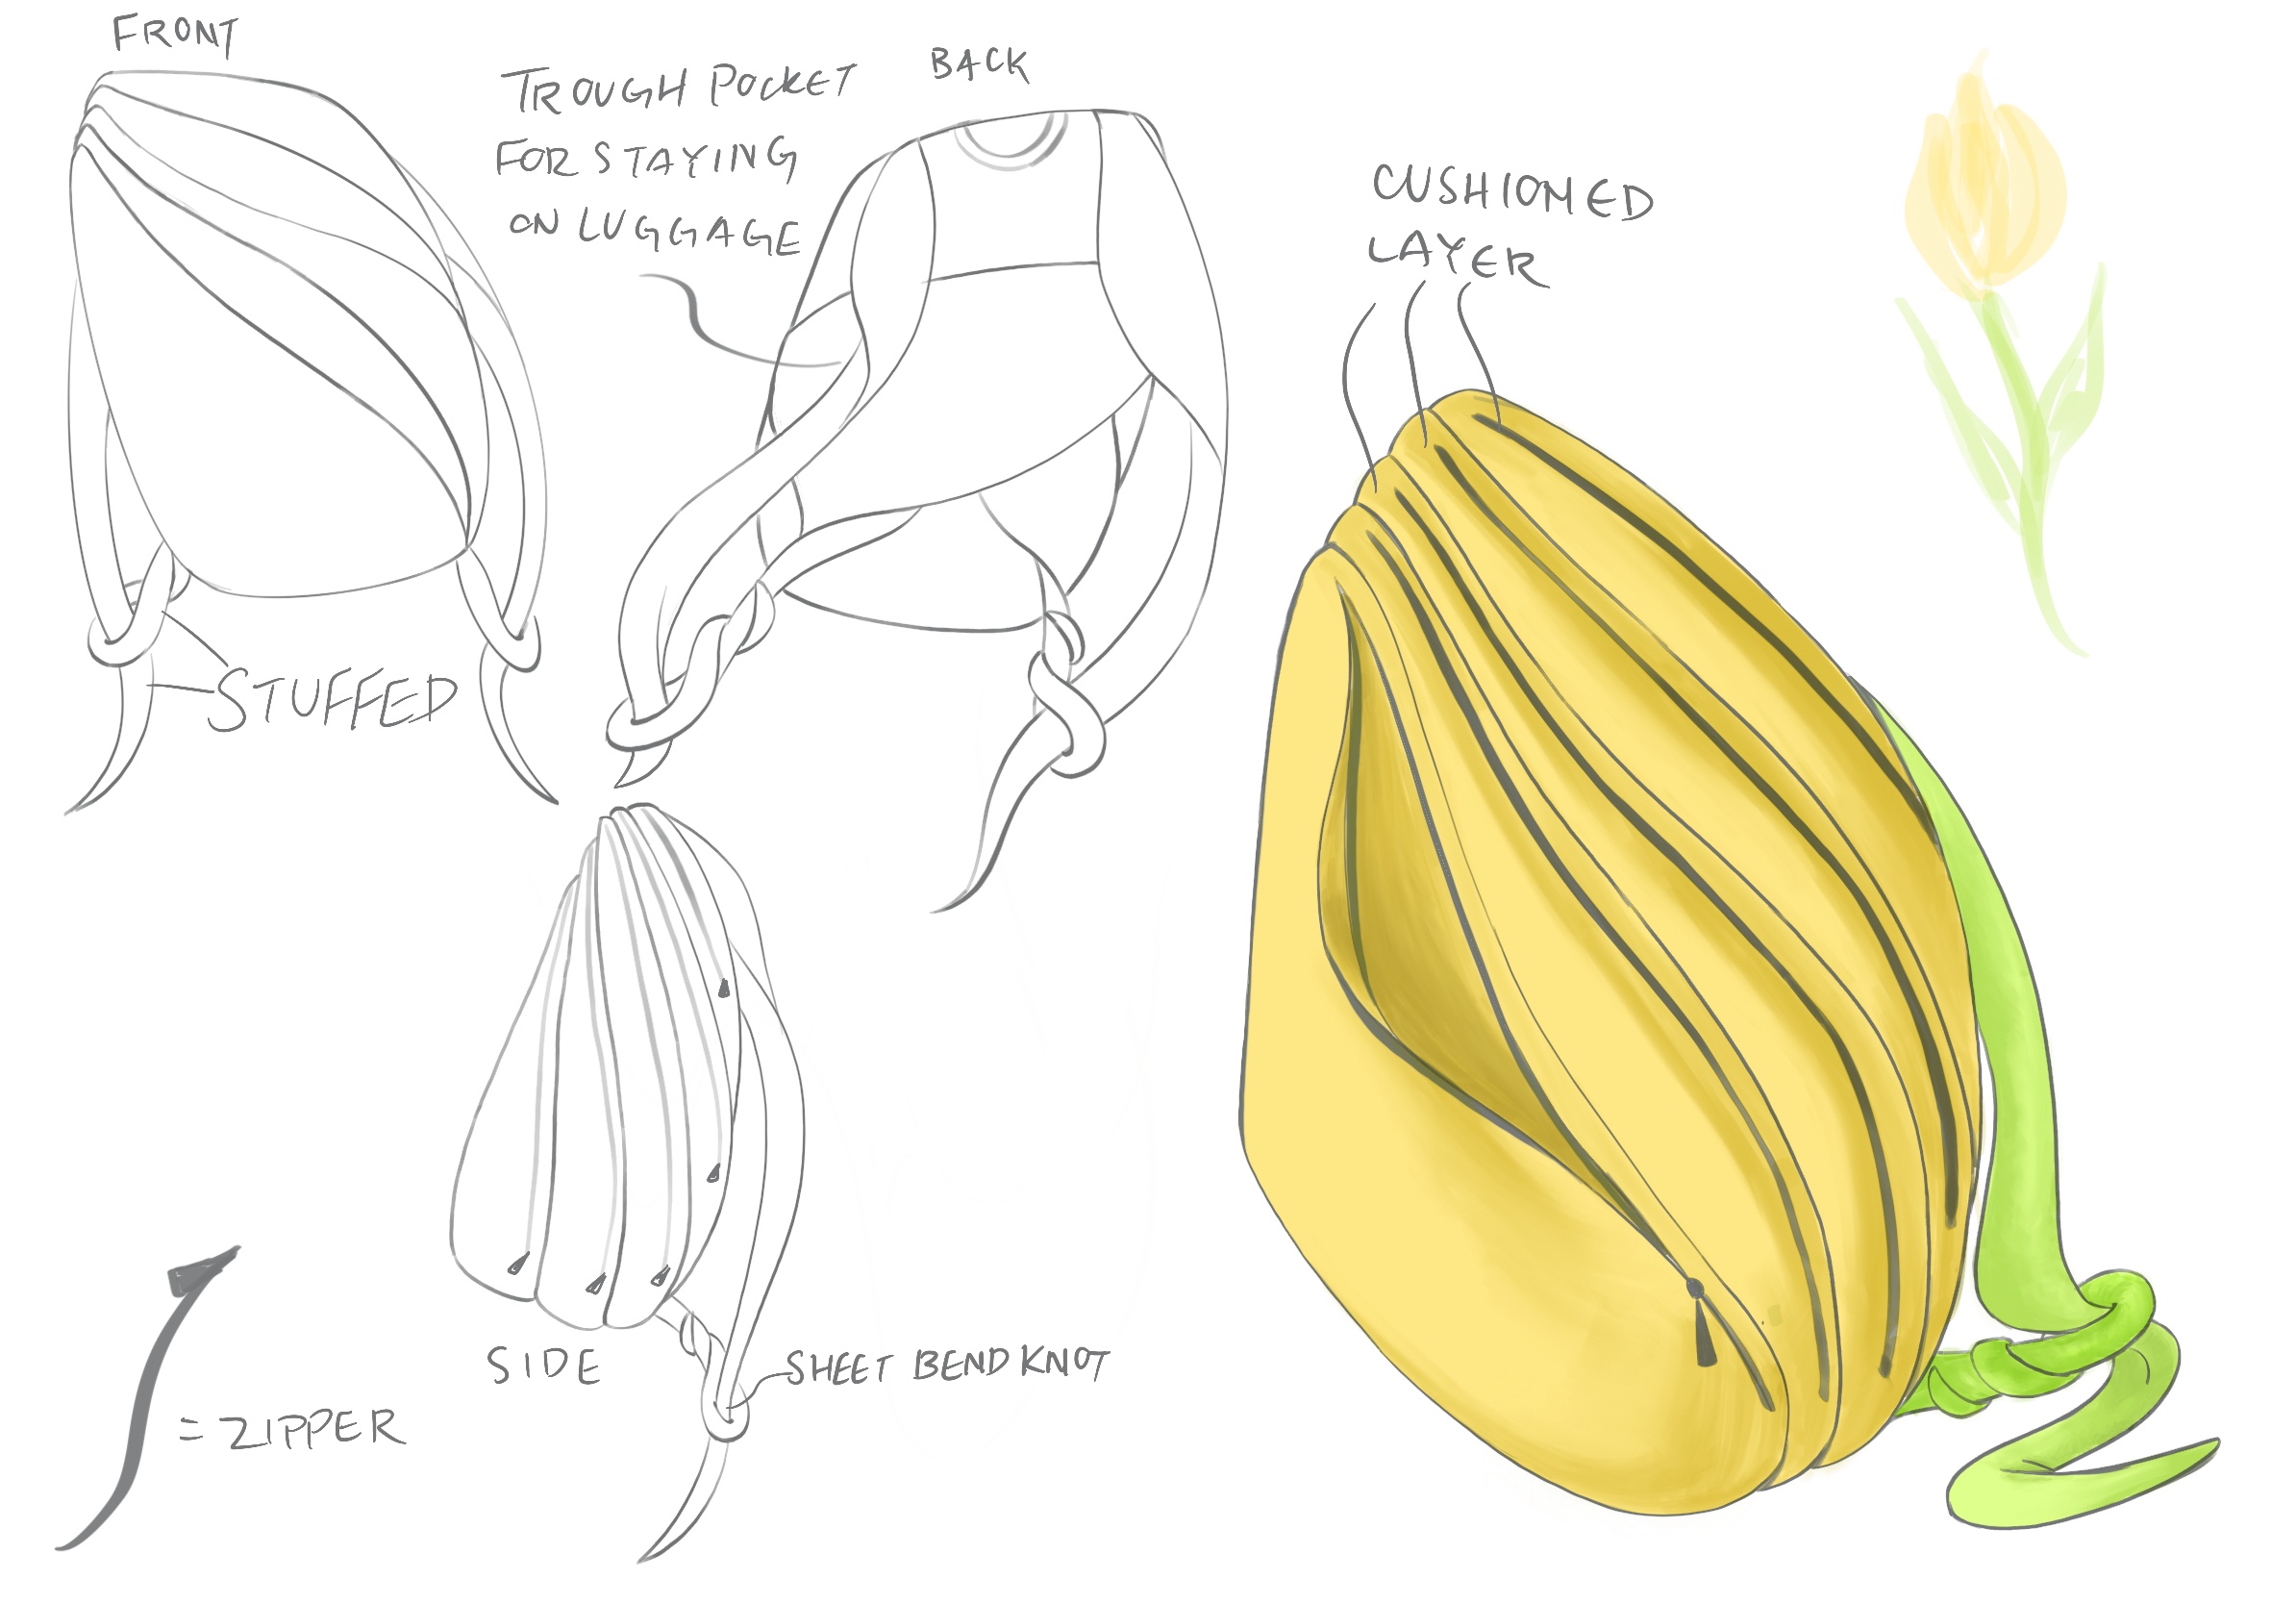 FRONT
TROUGH POCKET
FOR STAYING
ON LUGGAGE
BACK
CUSHIONED
LAYER
STUFFED
SIDE
SHEET BEND KNOT
= ZIPPER